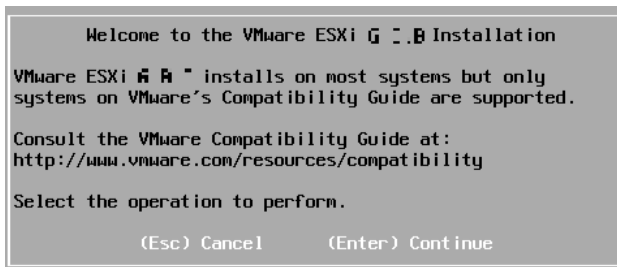 Welcome to the VMware ESXi Installation
VMware ESXi installs on most systems but only
systems on VMware's Compatibility Guide are supported.
Consult the VMware Compatibility Guide at:
http://www.vmware.com/resources/compatibility
Select the operation to perform.
(Esc) Cancel (Enter) Continue